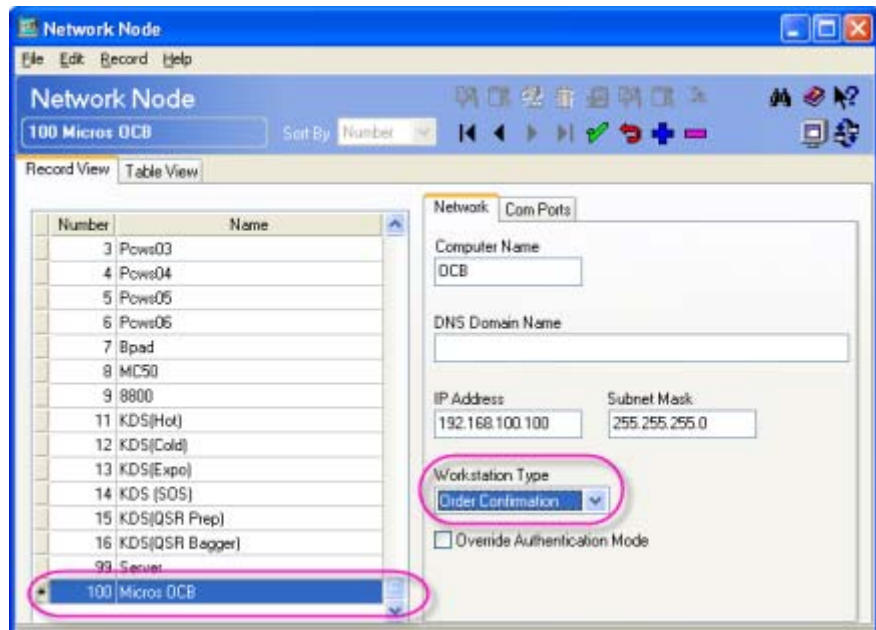 Network Node
File Edit Record Help
Network Node
100 Micros OCB
Sort By Number
Record View Table View
Number Name
3 Pcws03
4 Pcws04
5 Pcws05
6 Pcws06
7 Bpad
8 MC50
9 8800
11 KDS(Hot)
12 KDS(Cold)
13 KDS(Expo)
14 KDS (SOS)
15 KDS(QSR Prep)
16 KDS(QSR Bagger)
99 Server
100 Micros OCB
Network Com Ports
Computer Name
OCB
DNS Domain Name
IP Address Subnet Mask
192.168.100.100 255.255.255.0
Workstation Type
Order Confirmation
Override Authentication Mode